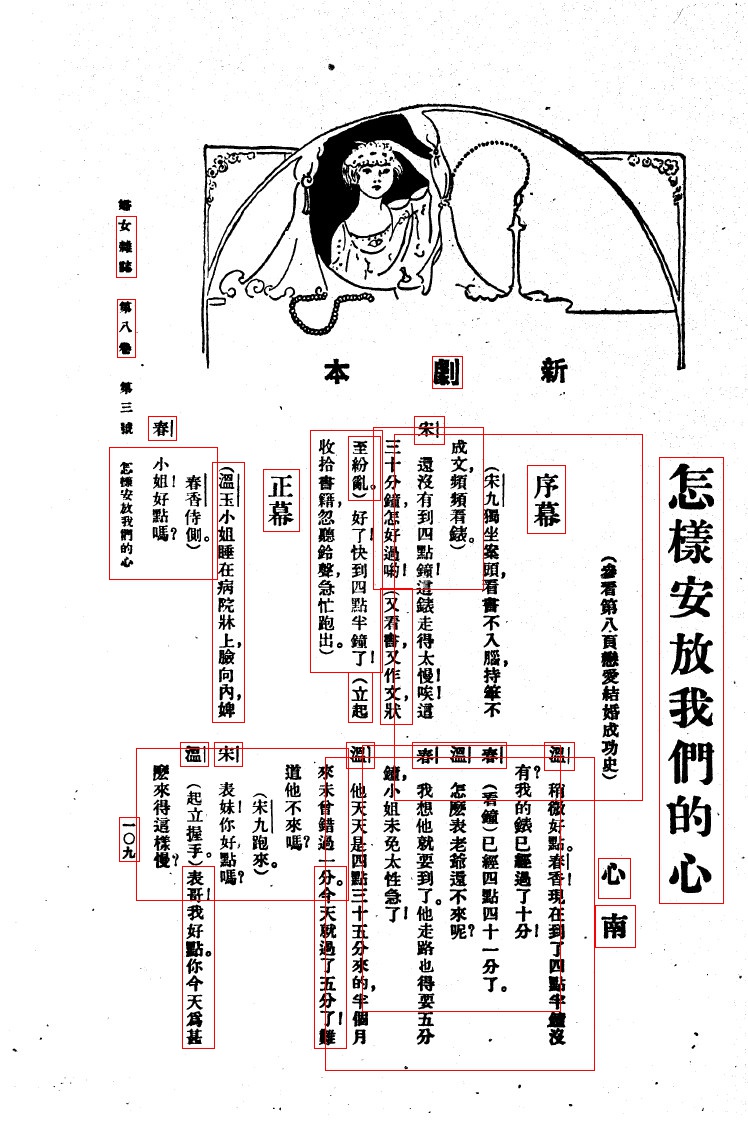 新劇本
怎樣安放我們的心
(參看第八頁戀愛結婚成功史)
心南
序幕
(宋九獨坐案頭，看書不入腦，持筆不
成文，頻頻看錶。)
宋 還沒有到四點鐘！這錶走得太慢！唉！這
三十分鐘，怎好過喲！(又看書，又作文，狀
至紛亂。)好了！快到四點半鐘了！(立起
收拾書籍，忽聽鈴聲，急忙跑出。)
正幕
(溫玉小姐睡在病院牀上，臉向內，婢
春香侍側。)
春 小姐！好點嗎？
溫 稍微好點。春香！現在到了四點半鐘沒
有？我的錶已經過了十分！
春 (看鐘)已經四點四十一分了。
溫 怎麽表老爺還不來呢？
春 我想他就要到了。他走路也得要五分
鐘，小姐未免太性急了！
溫 他天天是四點三十五分來的，半個月
來未曾錯過一分。今天就過了五分了！難
道他不來嗎？
(宋九跑來。)
宋 表妹！你好點嗎？
溫 (起立握手。)表哥！我好點。你今天爲甚
麽來得這樣慢？
婦女雜誌 第八卷 第三號 怎樣安放我們的心
一〇九